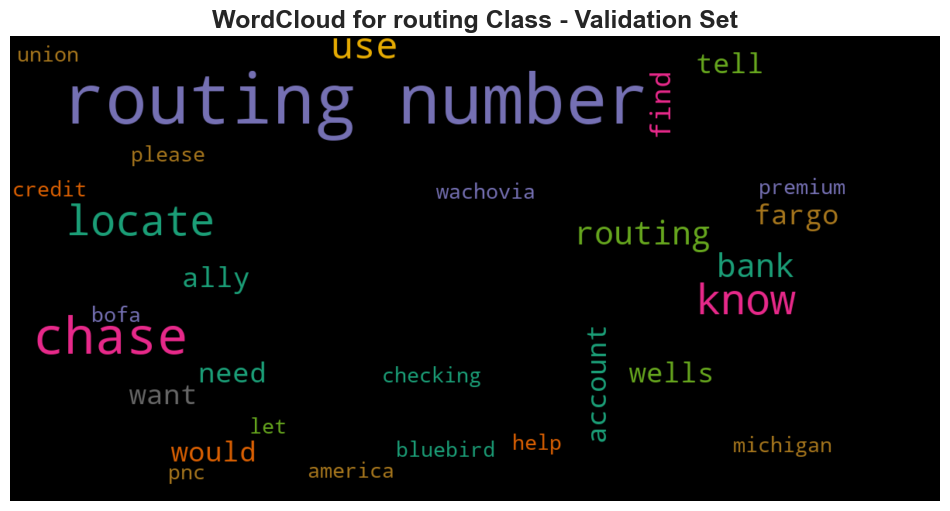 WordCloud for routing Class - Validation Set
union
use
tell
routing number
find
please
credit
wachovia
premium
locate
fargo
routing
ally
bank
know
bofa
chase
account
need
checking
wells
want
let
would
bluebird
help
michigan
pnc
america